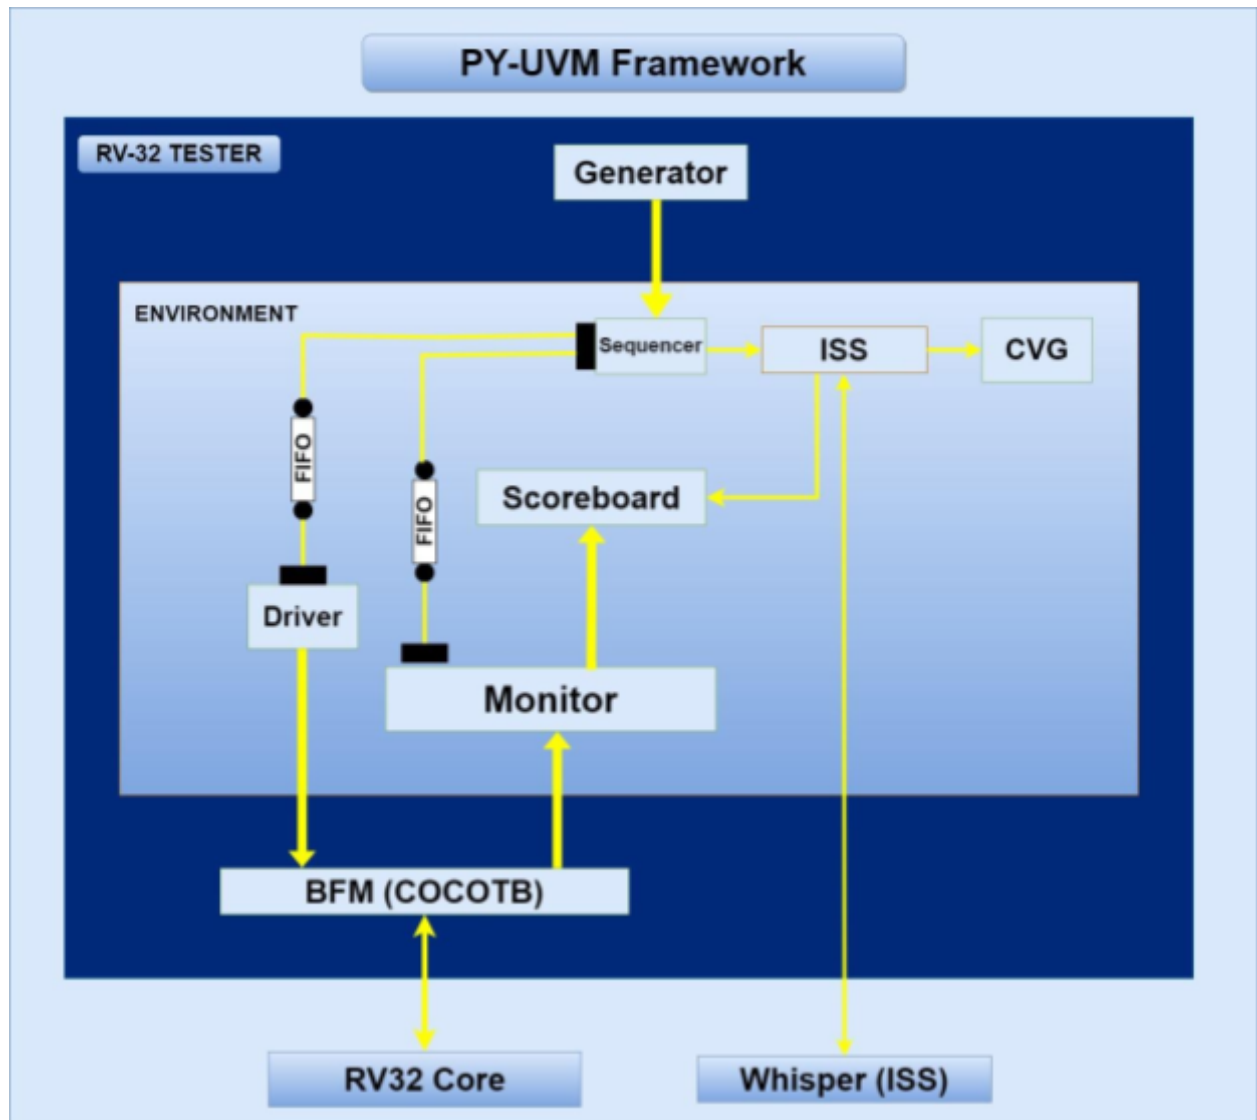 PY-UVM Framework
RV-32 TESTER
Generator
ENVIRONMENT
Sequencer
ISS
CVG
FIFO
FIFO
Scoreboard
Driver
Monitor
BFM (COCOTB)
RV32 Core
Whisper (ISS)